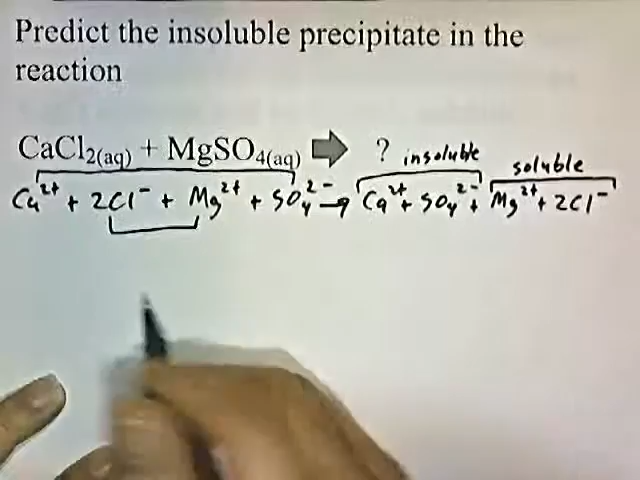 Predict the insoluble precipitate in the
reaction
CaCl₂(aq) + MgSO₄(aq) → ? insoluble soluble
Ca²⁺ + 2Cl⁻ + Mg²⁺ + SO₄²⁻ → Ca²⁺ + SO₄²⁻ + Mg²⁺ + 2Cl⁻